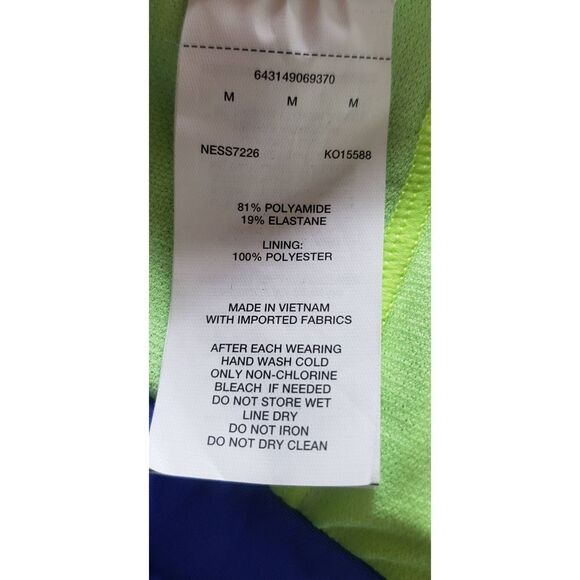 643149069370
M M M
NESS7226 KO15588
81% POLYAMIDE
19% ELASTANE
LINING:
100% POLYESTER
MADE IN VIETNAM
WITH IMPORTED FABRICS
AFTER EACH WEARING
HAND WASH COLD
ONLY NON-CHLORINE
BLEACH IF NEEDED
DO NOT STORE WET
LINE DRY
DO NOT IRON
DO NOT DRY CLEAN